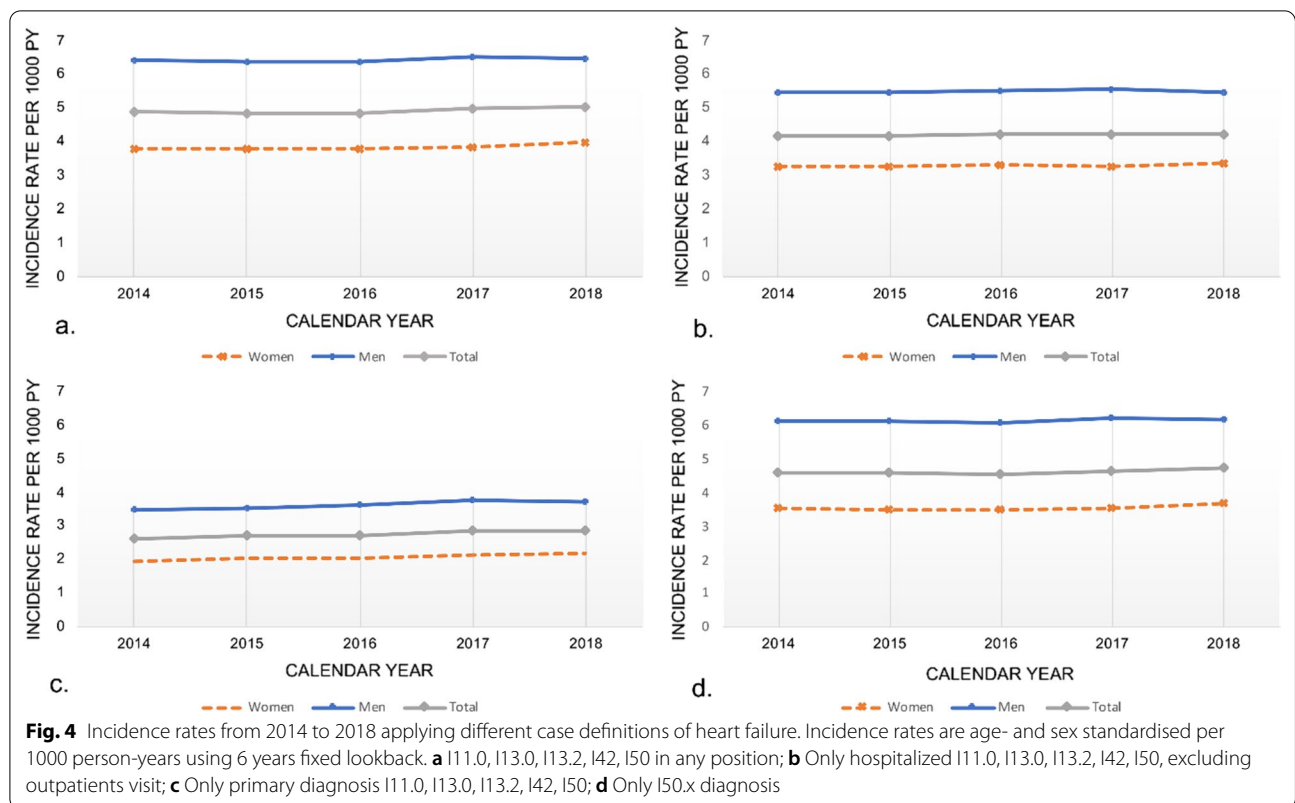 INCIDENCE RATE PER 1000 PY
7
6
5
4
3
2
1
0
2014 2015 2016 2017 2018
CALENDAR YEAR
a.
Women Men Total
INCIDENCE RATE PER 1000 PY
7
6
5
4
3
2
1
0
2014 2015 2016 2017 2018
CALENDAR YEAR
b.
Women Men Total
INCIDENCE RATE PER 1000 PY
7
6
5
4
3
2
1
0
2014 2015 2016 2017 2018
CALENDAR YEAR
c.
Women Men Total
INCIDENCE RATE PER 1000 PY
7
6
5
4
3
2
1
0
2014 2015 2016 2017 2018
CALENDAR YEAR
d.
Women Men Total
Fig. 4 Incidence rates from 2014 to 2018 applying different case definitions of heart failure. Incidence rates are age- and sex standardised per
1000 person-years using 6 years fixed lookback. a I11.0, I13.0, I13.2, I42, I50 in any position; b Only hospitalized I11.0, I13.0, I13.2, I42, I50, excluding
outpatients visit; c Only primary diagnosis I11.0, I13.0, I13.2, I42, I50; d Only I50.x diagnosis